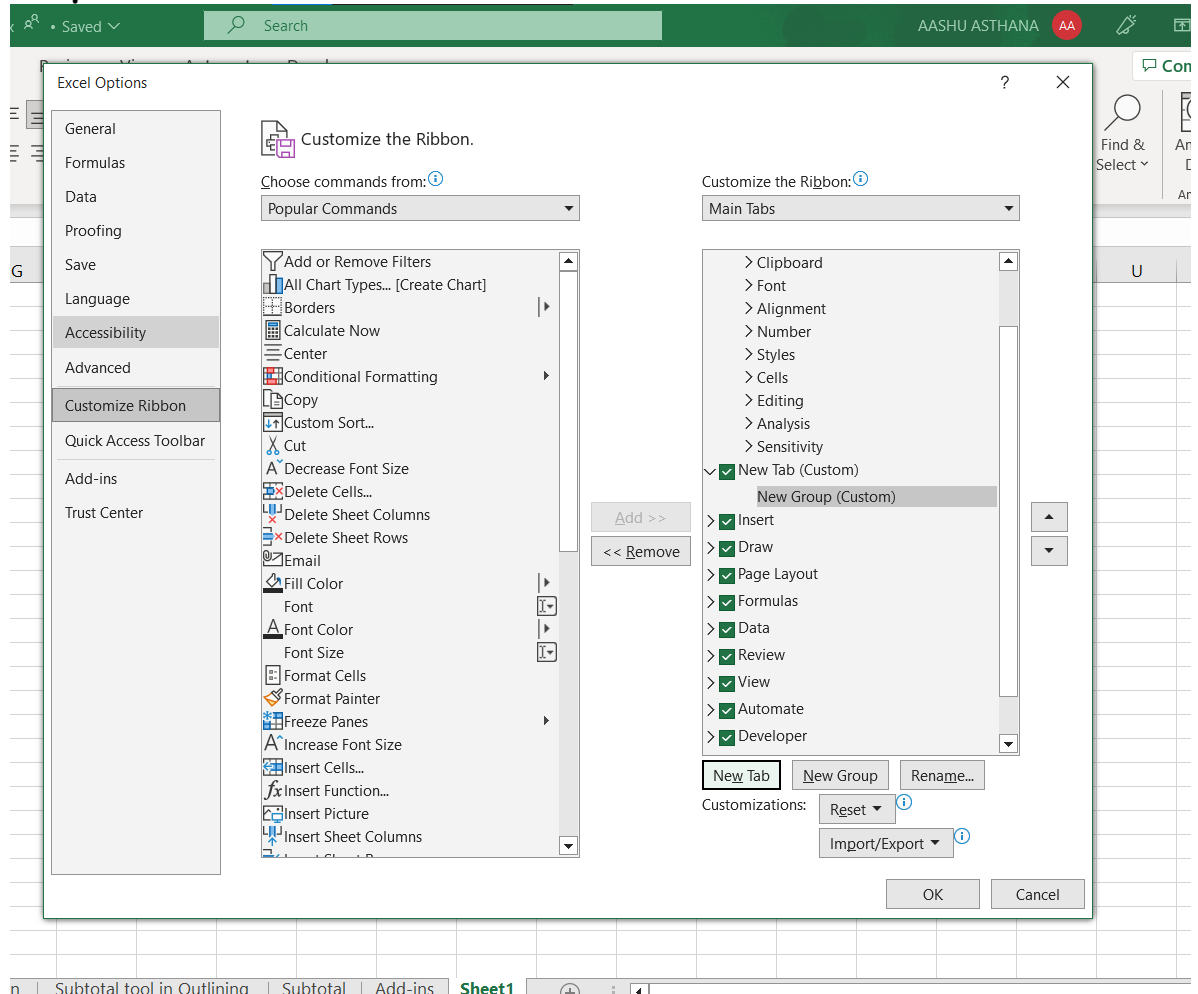 Saved
Search
AASHU ASTHANA
AA
Excel Options
?
General
Formulas
Data
Proofing
Save
Language
Accessibility
Advanced
Customize Ribbon
Quick Access Toolbar
Add-ins
Trust Center
Customize the Ribbon.
Choose commands from:
Popular Commands
Add or Remove Filters
All Chart Types... [Create Chart]
Borders
Calculate Now
Center
Conditional Formatting
Copy
Custom Sort...
Cut
Decrease Font Size
Delete Cells...
Delete Sheet Columns
Delete Sheet Rows
Email
Fill Color
Font
Font Color
Font Size
Format Cells
Format Painter
Freeze Panes
Increase Font Size
Insert Cells...
Insert Function...
Insert Picture
Insert Sheet Columns
Add >>
<< Remove
Customize the Ribbon:
Main Tabs
Clipboard
Font
Alignment
Number
Styles
Cells
Editing
Analysis
Sensitivity
New Tab (Custom)
New Group (Custom)
Insert
Draw
Page Layout
Formulas
Data
Review
View
Automate
Developer
New Tab
New Group
Rename...
Customizations:
Reset
Import/Export
OK
Cancel
Find &
Select
G
U
Subtotal tool in Outlining
Subtotal
Add-ins
Sheet1